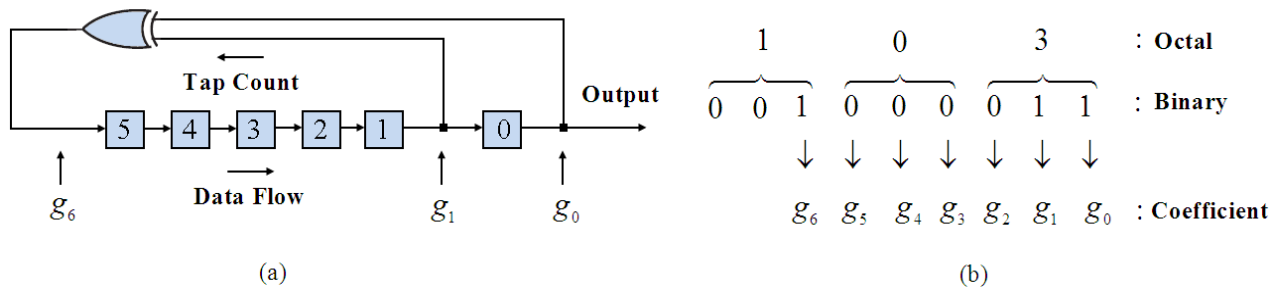 Tap Count
Output
5 4 3 2 1 0
Data Flow
g6 g1 g0
(a)
1 0 3 : Octal
0 0 1 0 0 0 0 1 1 : Binary
g6 g5 g4 g3 g2 g1 g0 : Coefficient
(b)